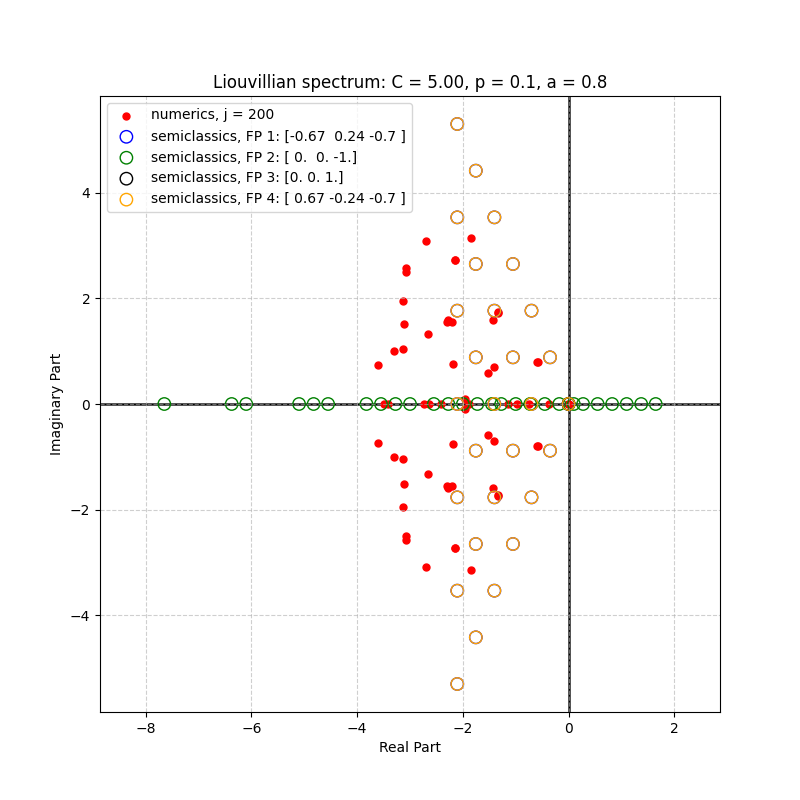 Liouvillian spectrum: C = 5.00, p = 0.1, a = 0.8
numerics, j = 200
semiclassics, FP 1: [-0.67  0.24 -0.7 ]
semiclassics, FP 2: [ 0.  0. -1.]
semiclassics, FP 3: [0. 0. 1.]
semiclassics, FP 4: [ 0.67 -0.24 -0.7 ]
Imaginary Part
4
2
0
−2
−4
−8 −6 −4 −2 0 2
Real Part